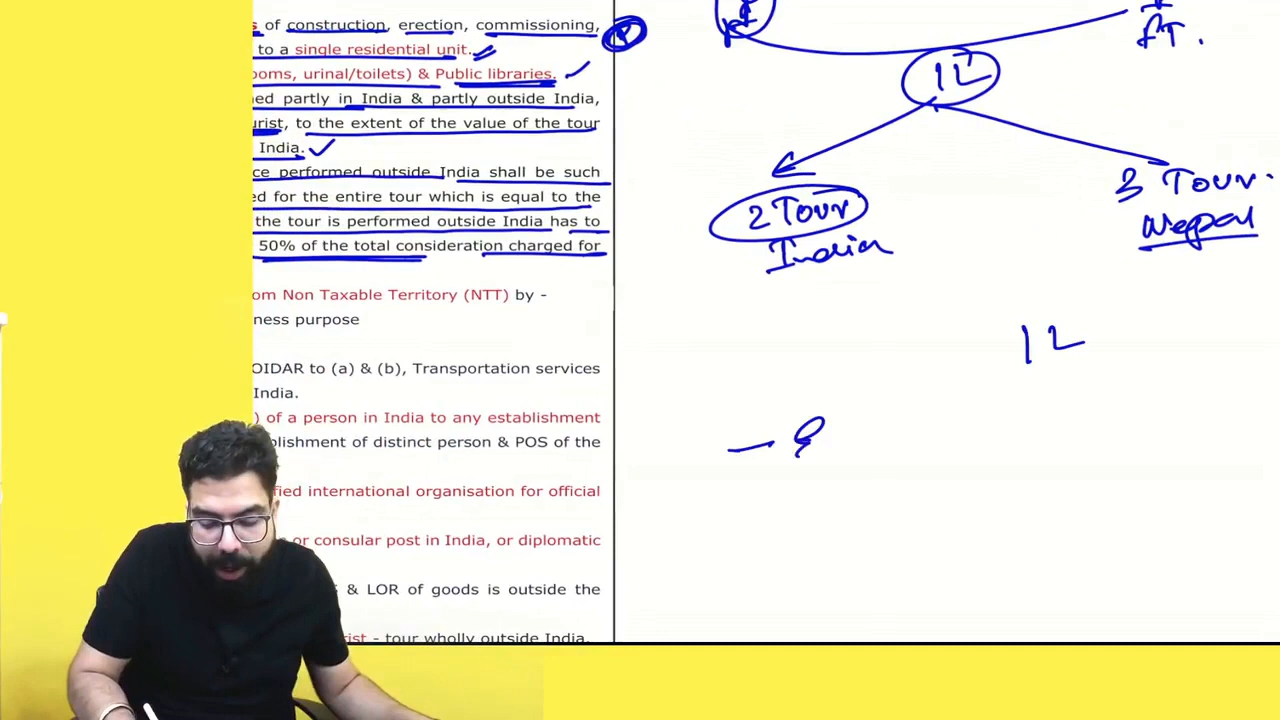 of construction, erection, commissioning,
to a single residential unit.
ooms, urinal/toilets) & Public libraries.
ned partly in India & partly outside India,
urist, to the extent of the value of the tour
India.
ce performed outside India shall be such
ed for the entire tour which is equal to the
the tour is performed outside India has to
50% of the total consideration charged for
om Non Taxable Territory (NTT) by -
ness purpose
OIDAR to (a) & (b), Transportation services
India.
) of a person in India to any establishment
blishment of distinct person & POS of the
fied international organisation for official
or consular post in India, or diplomatic
& LOR of goods is outside the
rist - tour wholly outside India.
FT.
1L
2 Tour
India
3 Tour.
Nepal
1L